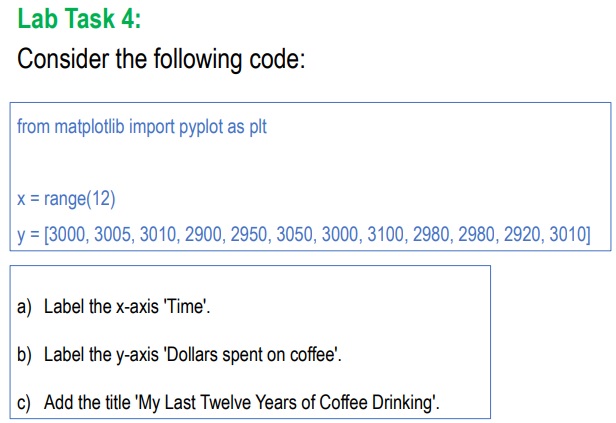 Lab Task 4:
Consider the following code:
from matplotlib import pyplot as plt
x = range(12)
y = [3000, 3005, 3010, 2900, 2950, 3050, 3000, 3100, 2980, 2980, 2920, 3010]
a) Label the x-axis 'Time'.
b) Label the y-axis 'Dollars spent on coffee'.
c) Add the title 'My Last Twelve Years of Coffee Drinking'.